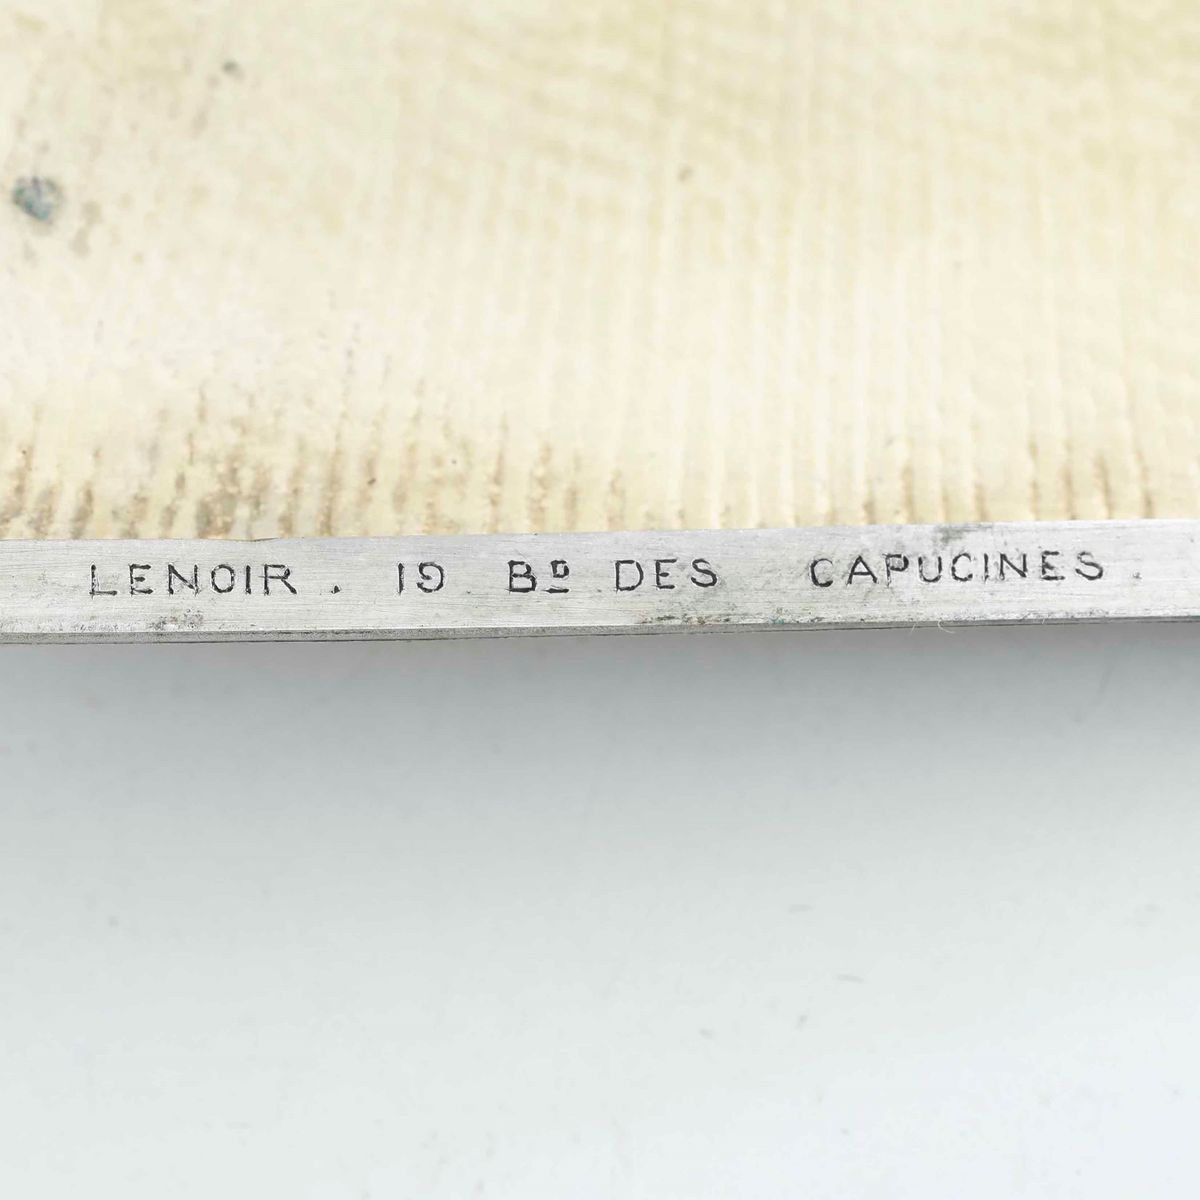 LENOIR . 19 Bᴰ DES CAPUCINES .